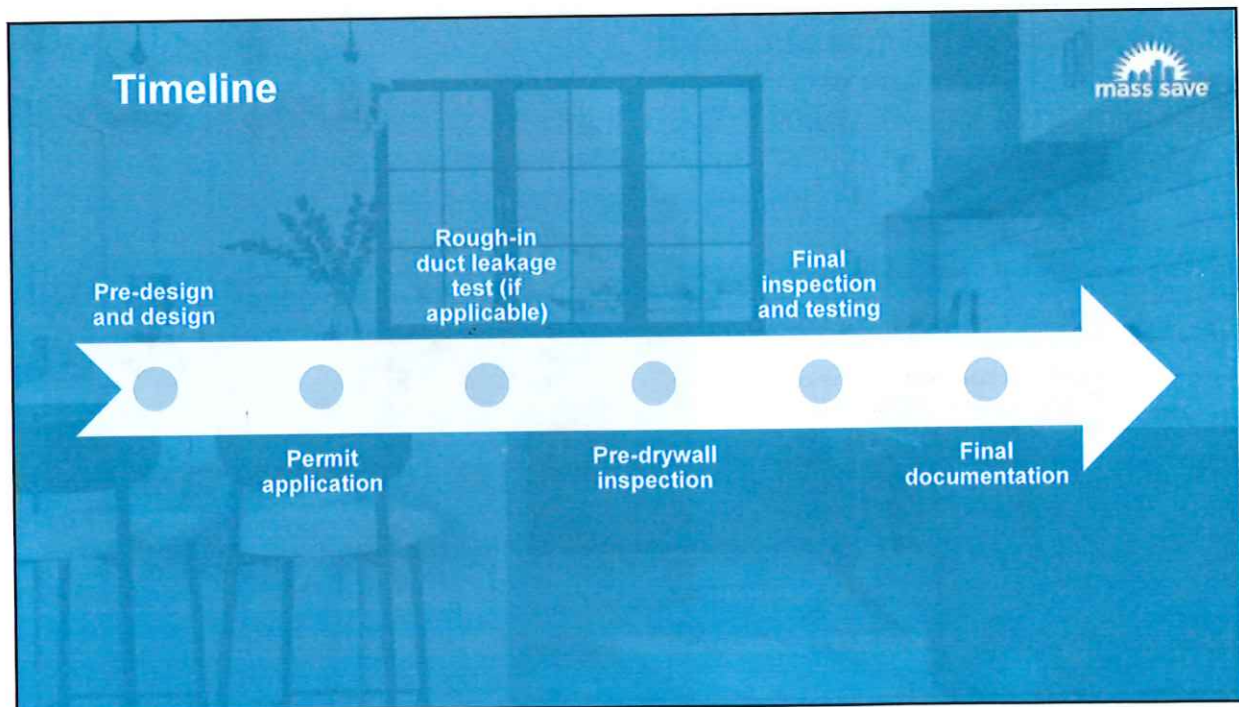 Timeline
mass save
Pre-design
and design
Permit
application
Rough-in
duct leakage
test (if
applicable)
Pre-drywall
inspection
Final
inspection
and testing
Final
documentation